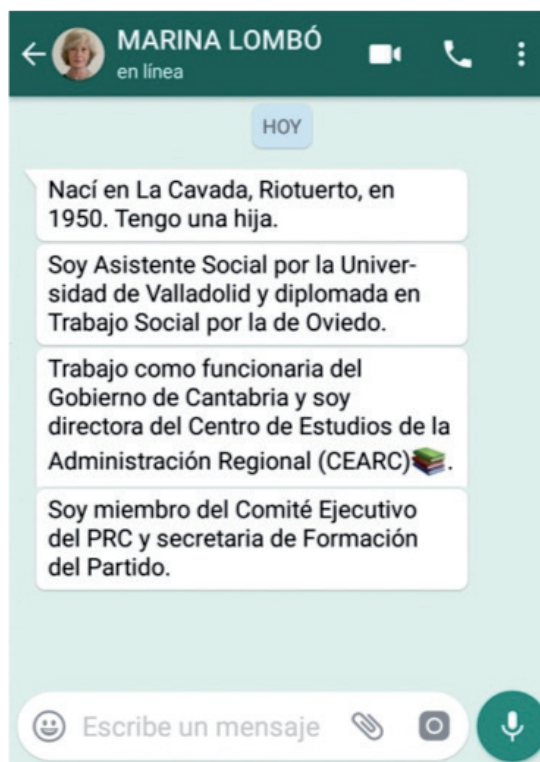 MARINA LOMBÓ
en línea
HOY
Nací en La Cavada, Riotuerto, en
1950. Tengo una hija.
Soy Asistente Social por la Univer-
sidad de Valladolid y diplomada en
Trabajo Social por la de Oviedo.
Trabajo como funcionaria del
Gobierno de Cantabria y soy
directora del Centro de Estudios de la
Administración Regional (CEARC)📚.
Soy miembro del Comité Ejecutivo
del PRC y secretaria de Formación
del Partido.
Escribe un mensaje